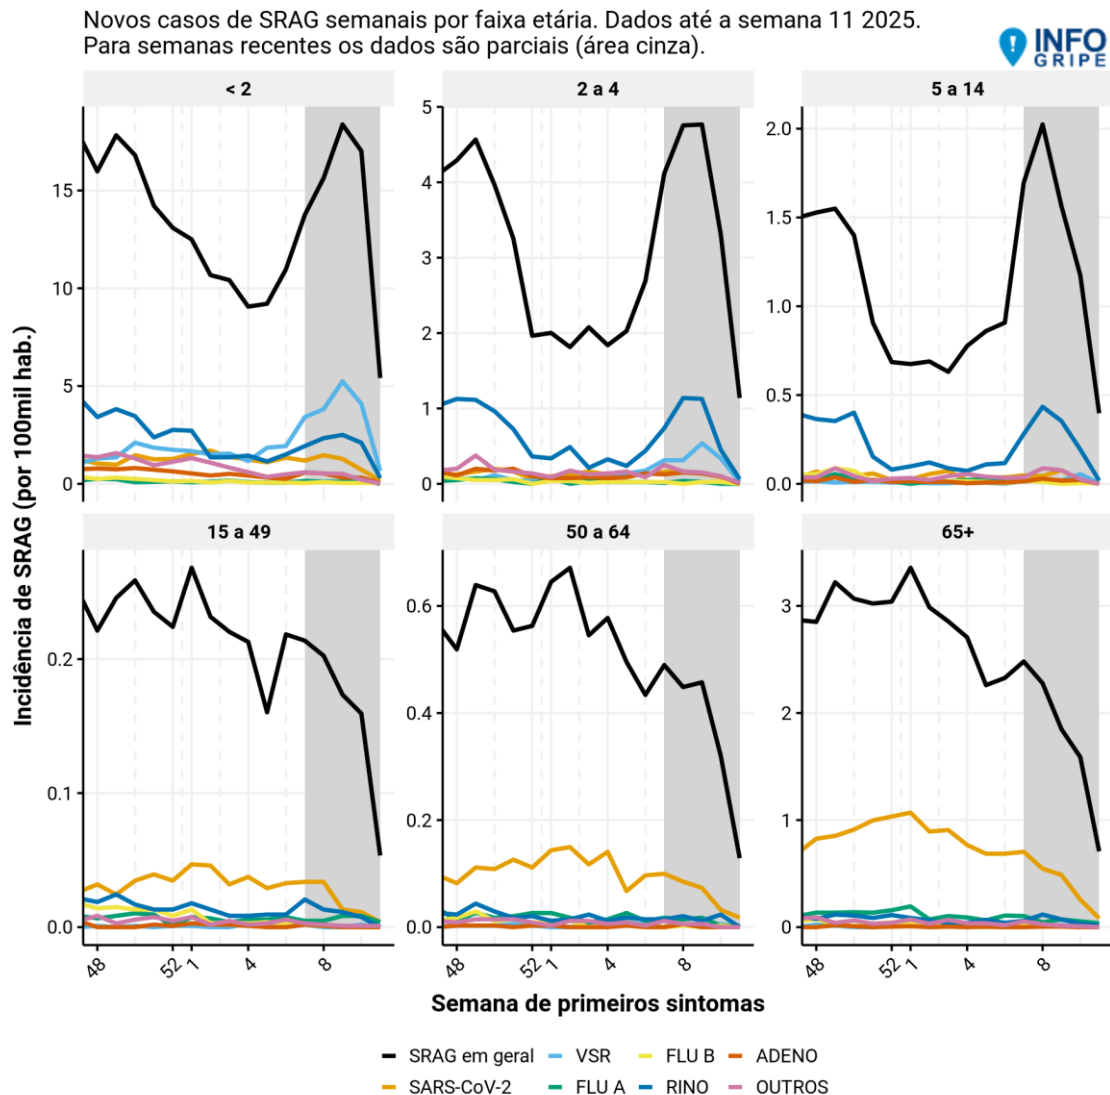 Novos casos de SRAG semanais por faixa etária. Dados até a semana 11 2025.
Para semanas recentes os dados são parciais (área cinza).
INFO
GRIPE
< 2
2 a 4
5 a 14
15
10
5
0
5
4
3
2
1
0
2.0
1.5
1.0
0.5
0.0
15 a 49
50 a 64
65+
0.2
0.1
0.0
0.6
0.4
0.2
0.0
3
2
1
0
48 52 1 4 8
48 52 1 4 8
48 52 1 4 8
Incidência de SRAG (por 100mil hab.)
Semana de primeiros sintomas
SRAG em geral VSR FLU B ADENO
SARS-CoV-2 FLU A RINO OUTROS